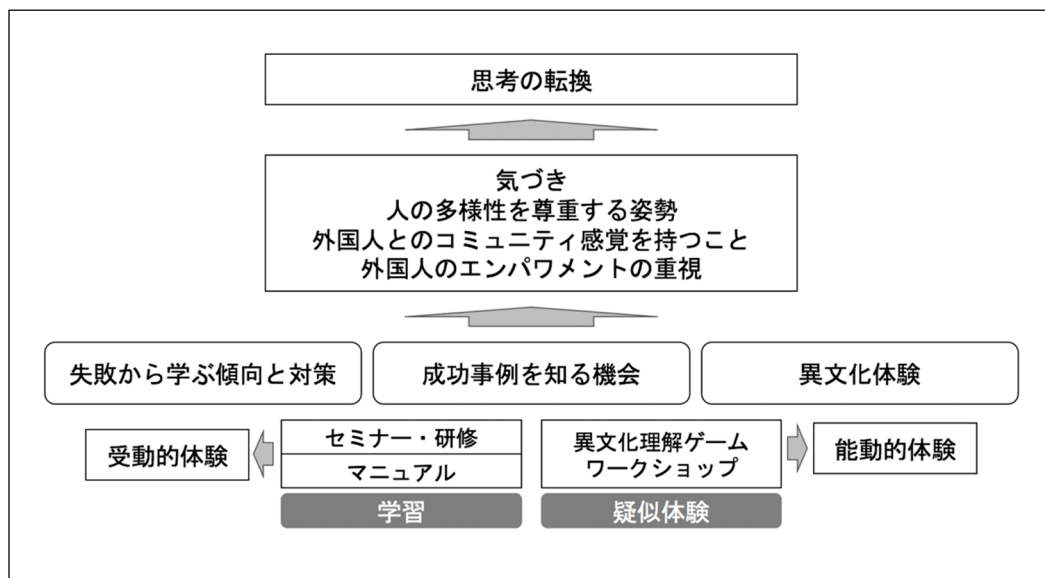 思考の転換
気づき
人の多様性を尊重する姿勢
外国人とのコミュニティ感覚を持つこと
外国人のエンパワメントの重視
失敗から学ぶ傾向と対策
成功事例を知る機会
異文化体験
受動的体験
セミナー・研修
マニュアル
異文化理解ゲーム
ワークショップ
能動的体験
学習
疑似体験